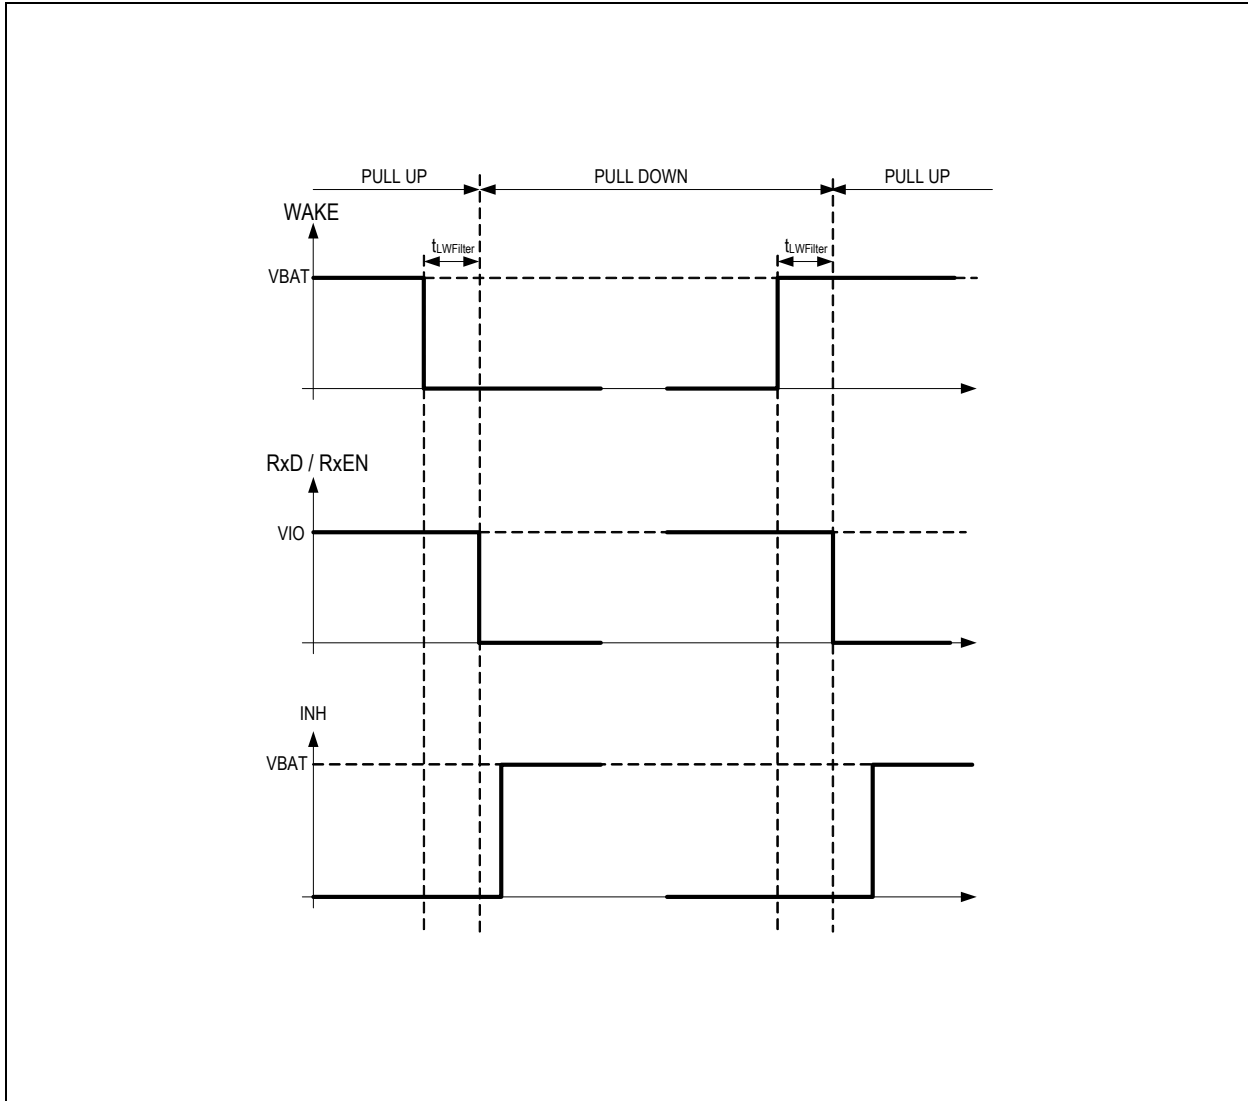 PULL UP PULL DOWN PULL UP
WAKE
tLWFilter tLWFilter
VBAT
RxD / RxEN
VIO
INH
VBAT